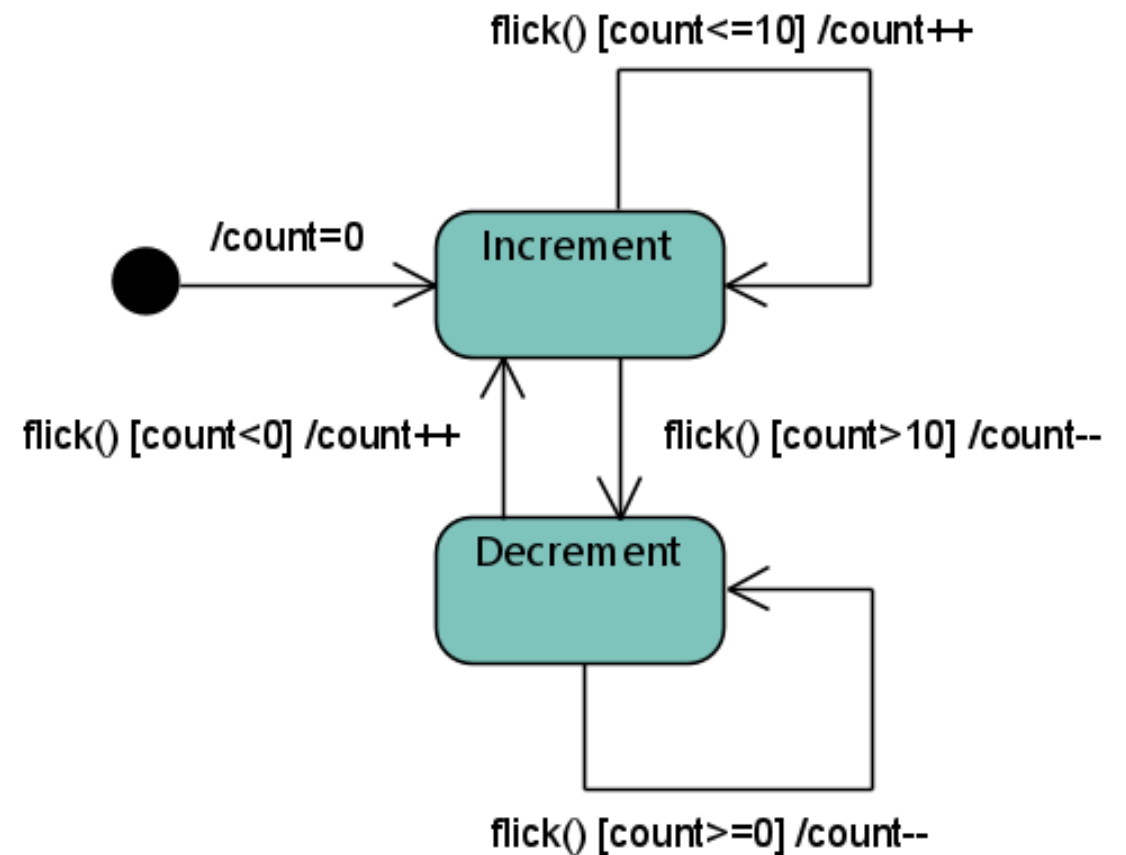 flick() [count<=10] /count++
/count=0
Increment
flick() [count<0] /count++
flick() [count>10] /count--
Decrement
flick() [count>=0] /count--